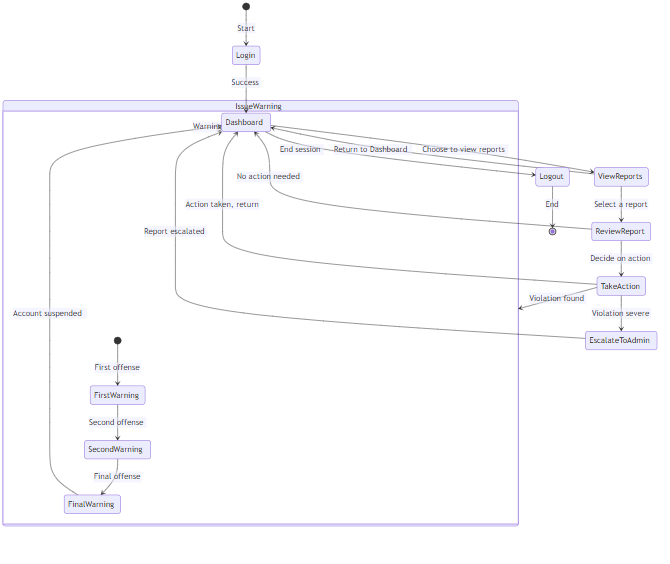 Start
Login
Success
IssueWarning
Dashboard
Warning
End session
Return to Dashboard
Choose to view reports
No action needed
Logout
ViewReports
Action taken, return
End
Select a report
Report escalated
ReviewReport
Decide on action
TakeAction
Violation found
Account suspended
Violation severe
EscalateToAdmin
First offense
FirstWarning
Second offense
SecondWarning
Final offense
FinalWarning